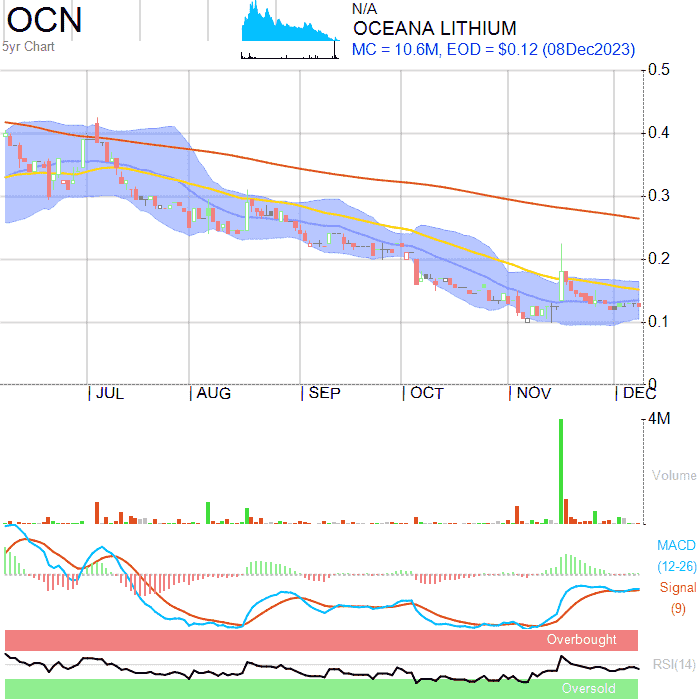 OCN
N/A
OCEANA LITHIUM
5yr Chart
MC = 10.6M, EOD = $0.12 (08Dec2023)
0.5
0.4
0.3
0.2
0.1
0
JUL AUG SEP OCT NOV DEC
4M
Volume
MACD
(12-26)
Signal
(9)
Overbought
RSI(14)
Oversold